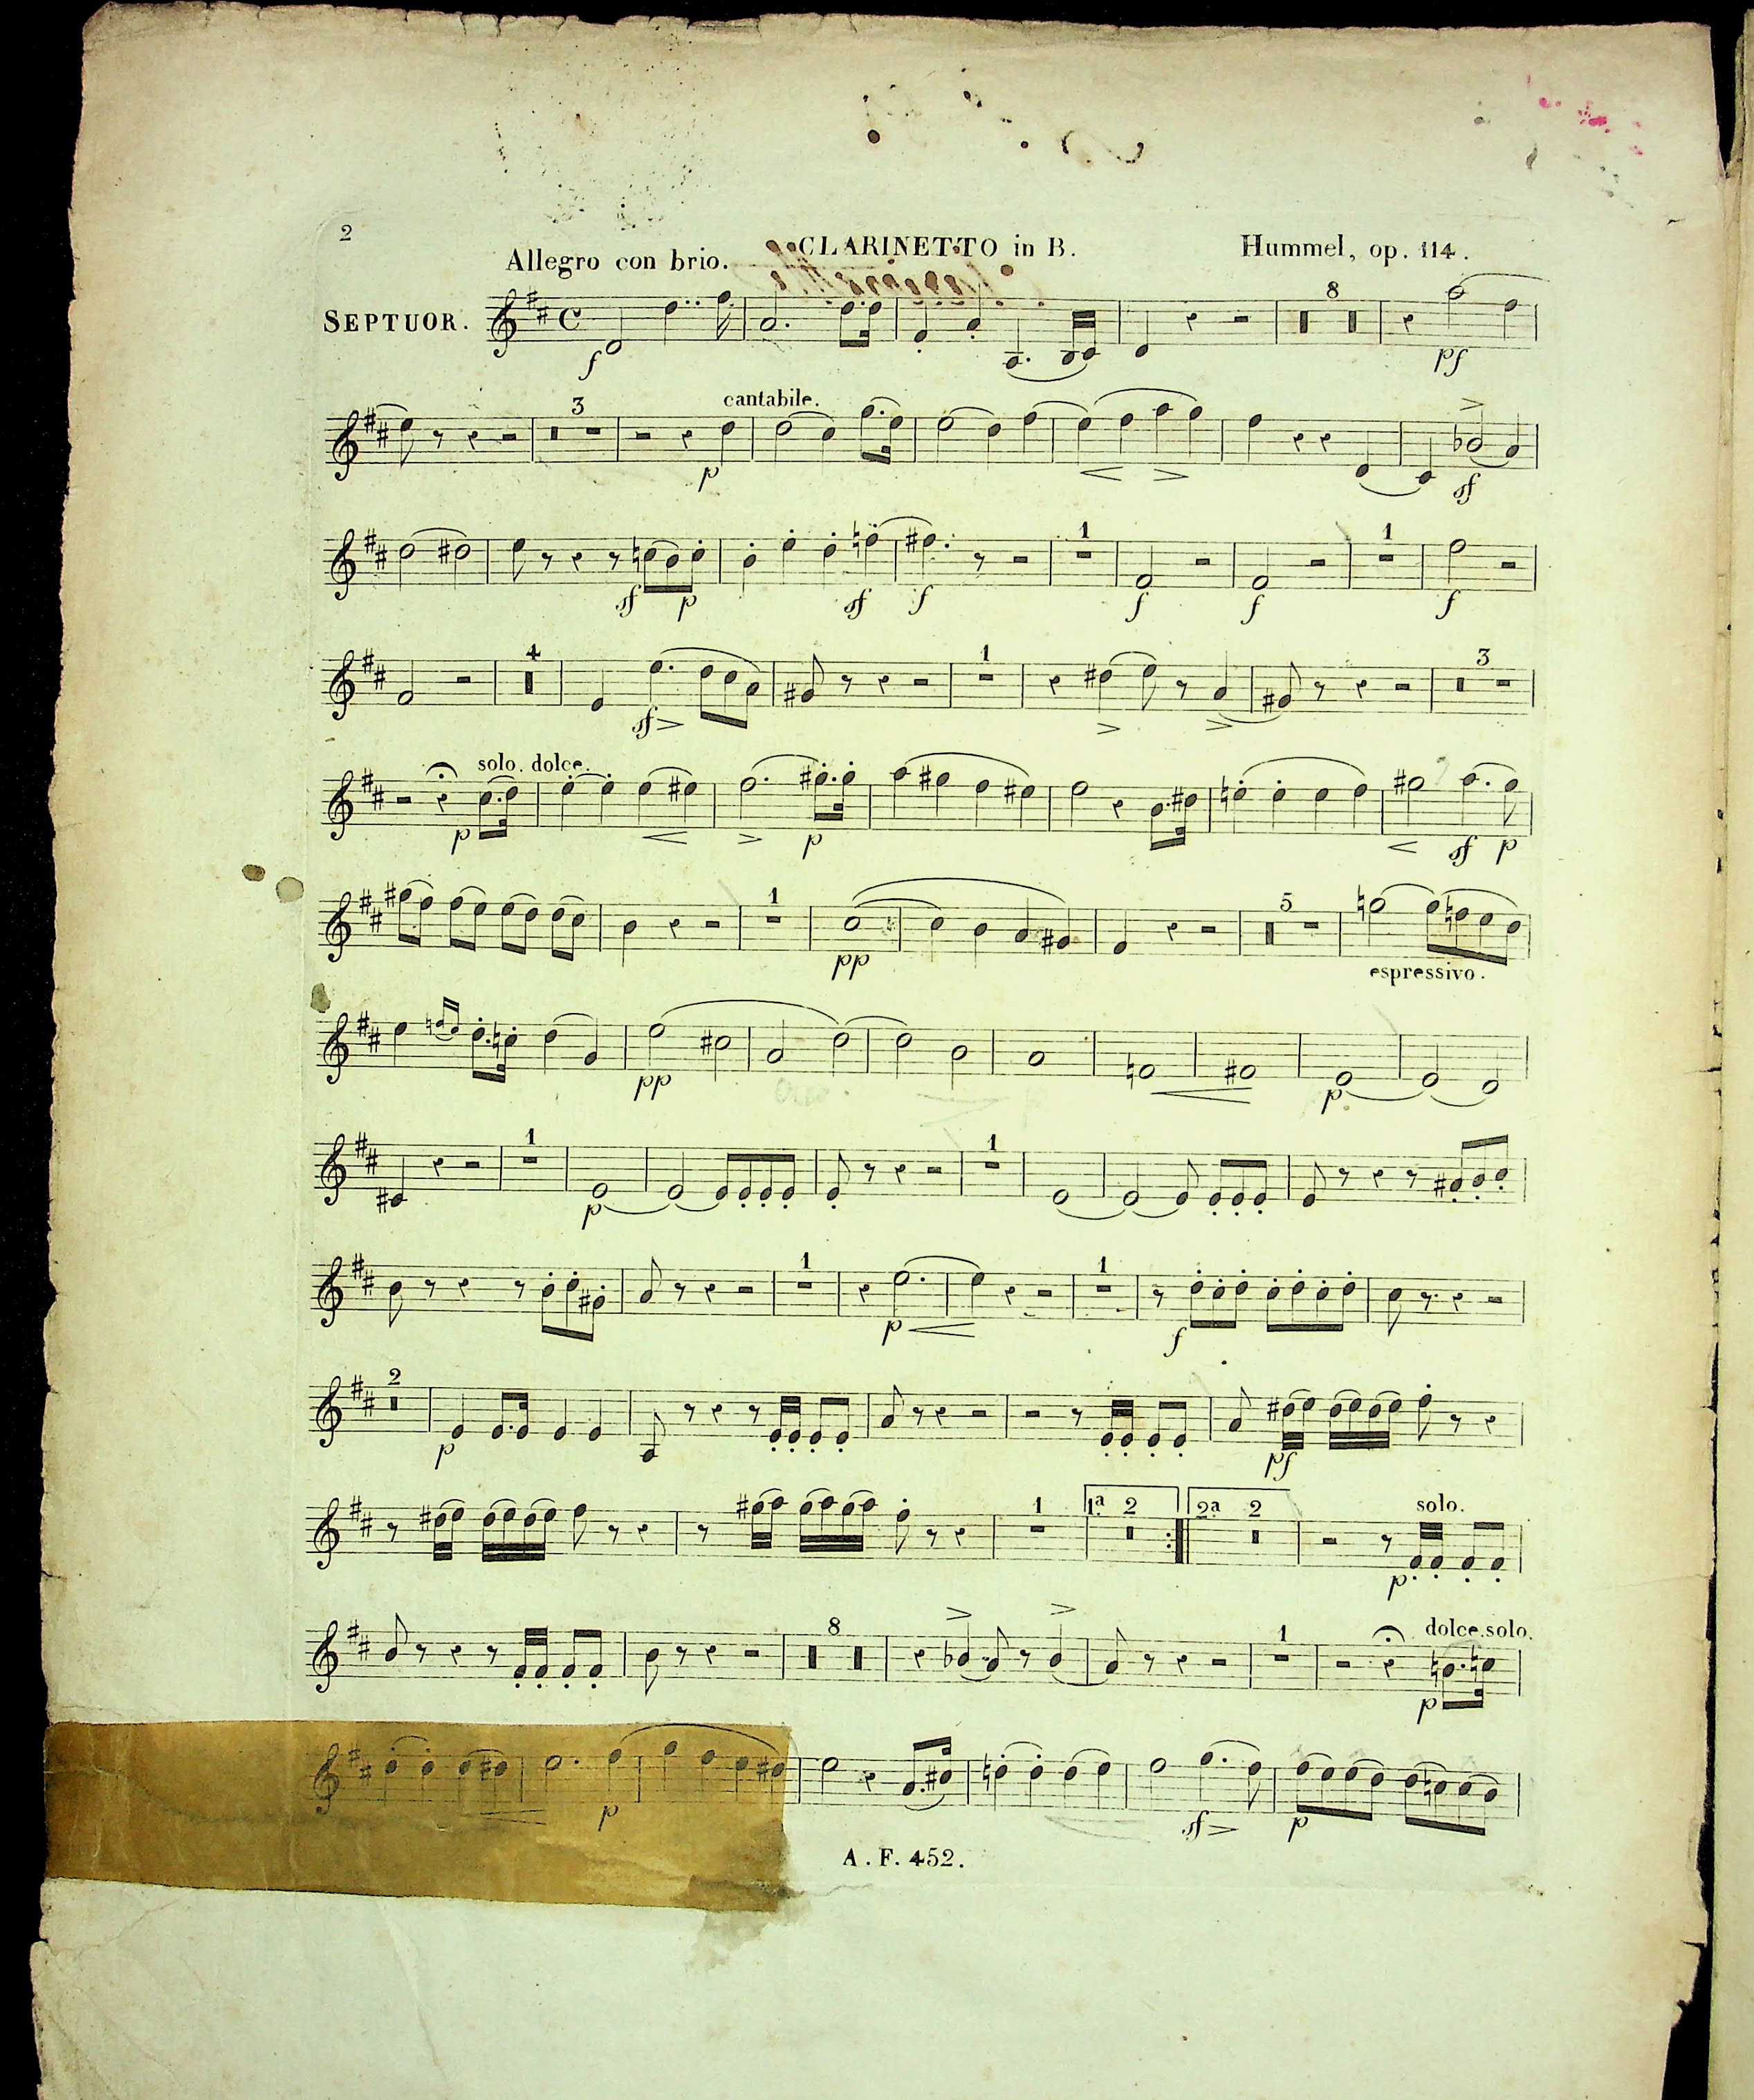 2
Allegro con brio. CLARINETTO in B. Hummel, op. 114.
SEPTUOR.
8
f pf
3 cantabile.
p sf
1 1
sf p sf f f f f
4 1 3
sf
solo. dolce.
p p sf p
1 5
pp espressivo.
pp p
1 1
p
1 1
p f
2
p pf
1 1ª 2 2ª 2 solo.
p
8 1 dolce. solo.
p
p sf p
A. F. 452.